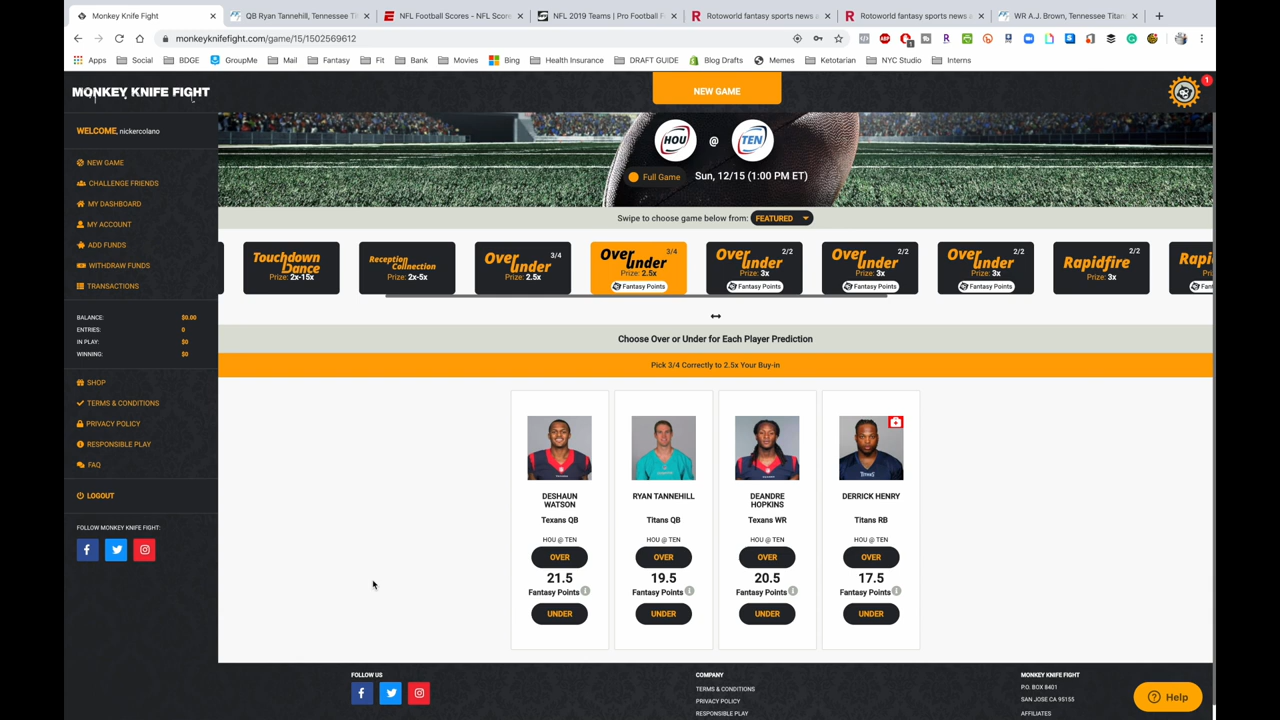 Monkey Knife Fight
QB Ryan Tannehill, Tennessee Ti
NFL Football Scores - NFL Scor
NFL 2019 Teams | Pro Football F
Rotoworld fantasy sports news a
Rotoworld fantasy sports news a
WR A.J. Brown, Tennessee Titan
monkeyknifefight.com/game/15/1502569612
Apps
Social
BDGE
GroupMe
Mail
Fantasy
Fit
Bank
Movies
Bing
Health Insurance
DRAFT GUIDE
Blog Drafts
Memes
Ketotarian
NYC Studio
Interns
MONKEY KNIFE FIGHT
NEW GAME
1
WELCOME, nickercolano
NEW GAME
CHALLENGE FRIENDS
MY DASHBOARD
MY ACCOUNT
ADD FUNDS
WITHDRAW FUNDS
TRANSACTIONS
BALANCE: $0.00
ENTRIES: 0
IN PLAY: $0
WINNING: $0
SHOP
TERMS & CONDITIONS
PRIVACY POLICY
RESPONSIBLE PLAY
FAQ
LOGOUT
FOLLOW MONKEY KNIFE FIGHT:
HOU @ TEN
Full Game Sun, 12/15 (1:00 PM ET)
Swipe to choose game below from: FEATURED
Touchdown Dance
Prize: 2x-15x
Reception Connection
Prize: 2x-5x
Over under 3/4
Prize: 2.5x
Over under 3/4
Prize: 2.5x
Fantasy Points
Over under 2/2
Prize: 3x
Fantasy Points
Over under 2/2
Prize: 3x
Fantasy Points
Over under 2/2
Prize: 3x
Fantasy Points
Rapidfire 2/2
Prize: 3x
Rapi
Fantasy Points
Choose Over or Under for Each Player Prediction
Pick 3/4 Correctly to 2.5x Your Buy-in
DESHAUN WATSON
Texans QB
HOU @ TEN
OVER
21.5
Fantasy Points
UNDER
RYAN TANNEHILL
Titans QB
HOU @ TEN
OVER
19.5
Fantasy Points
UNDER
DEANDRE HOPKINS
Texans WR
HOU @ TEN
OVER
20.5
Fantasy Points
UNDER
DERRICK HENRY
Titans RB
HOU @ TEN
OVER
17.5
Fantasy Points
UNDER
FOLLOW US
COMPANY
TERMS & CONDITIONS
PRIVACY POLICY
RESPONSIBLE PLAY
MONKEY KNIFE FIGHT
P.O. BOX 8401
SAN JOSE CA 95155
AFFILIATES
Help